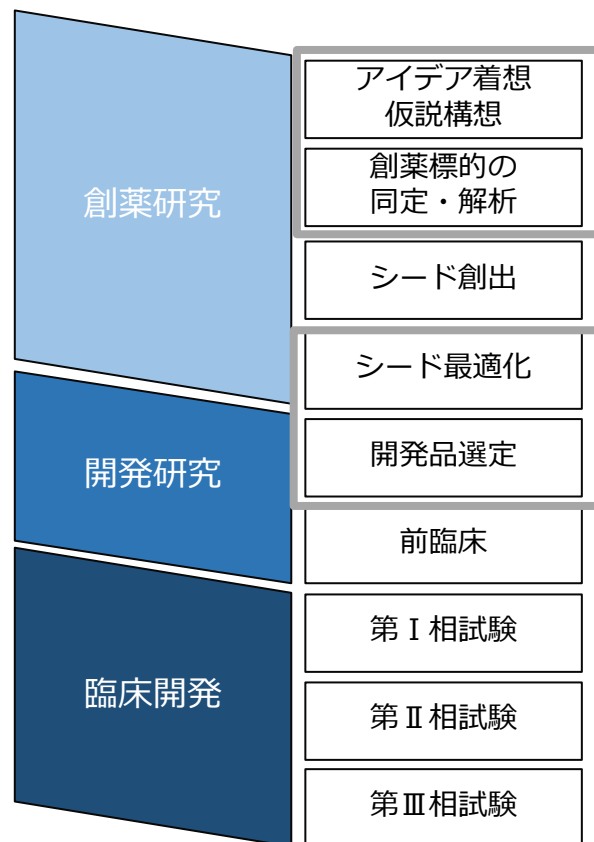 創薬研究
アイデア着想
仮説構想
創薬標的の
同定・解析
シード創出
シード最適化
開発研究
開発品選定
前臨床
臨床開発
第Ⅰ相試験
第Ⅱ相試験
第Ⅲ相試験